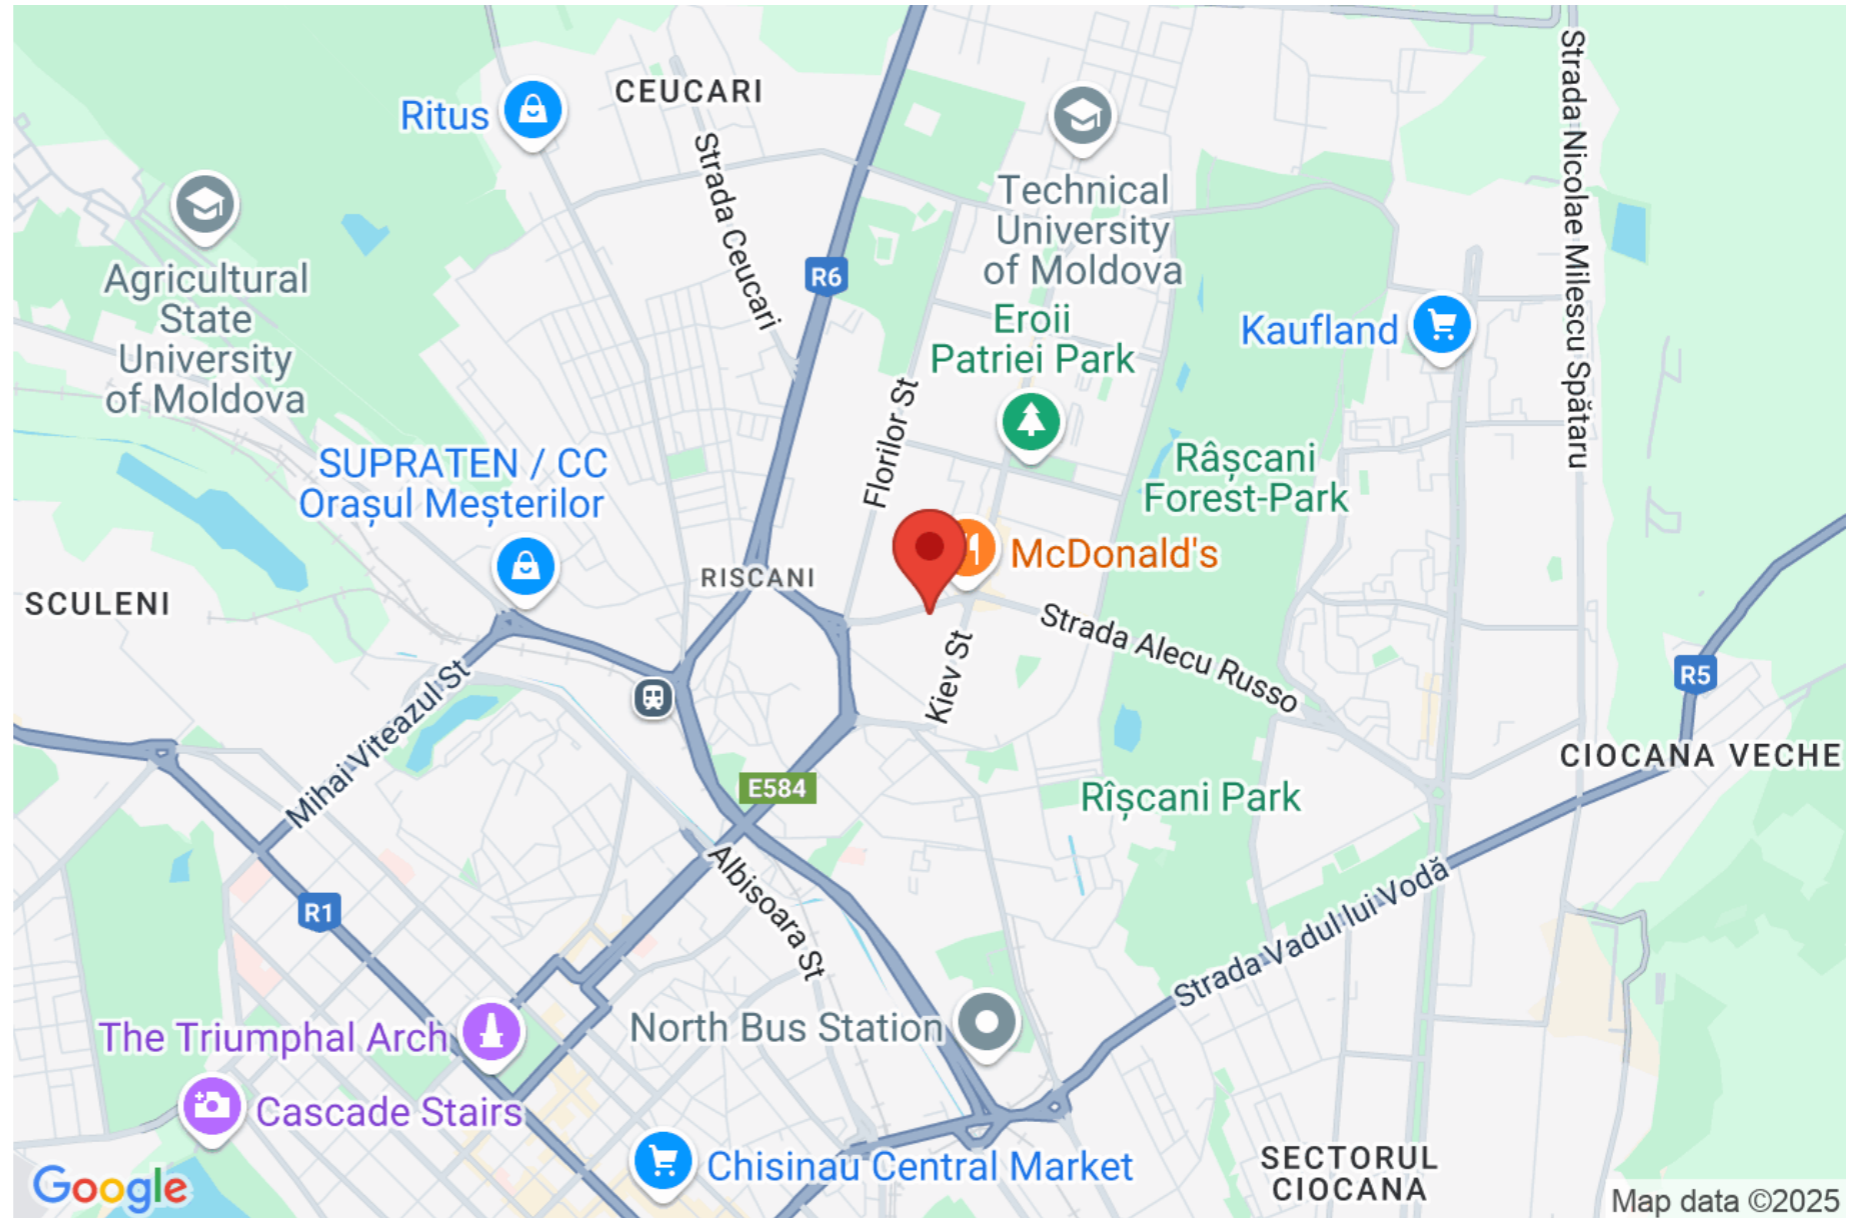 CEUCARI
Ritus
Strada Nicolae Milescu Spătaru
Strada Ceucari
Technical
University
of Moldova
Agricultural
State
University
of Moldova
R6
Eroii
Patriei Park
Kaufland
Florilor St
SUPRATEN / CC
Orașul Meșterilor
Râșcani
Forest-Park
McDonald's
RISCANI
SCULENI
Strada Alecu Russo
Kiev St
R5
Mihai Viteazul St
CIOCANA VECHE
E584
Rîșcani Park
Albisoara St
R1
Strada Vadul lui Vodă
North Bus Station
The Triumphal Arch
Cascade Stairs
Chisinau Central Market
SECTORUL
CIOCANA
Google
Map data ©2025